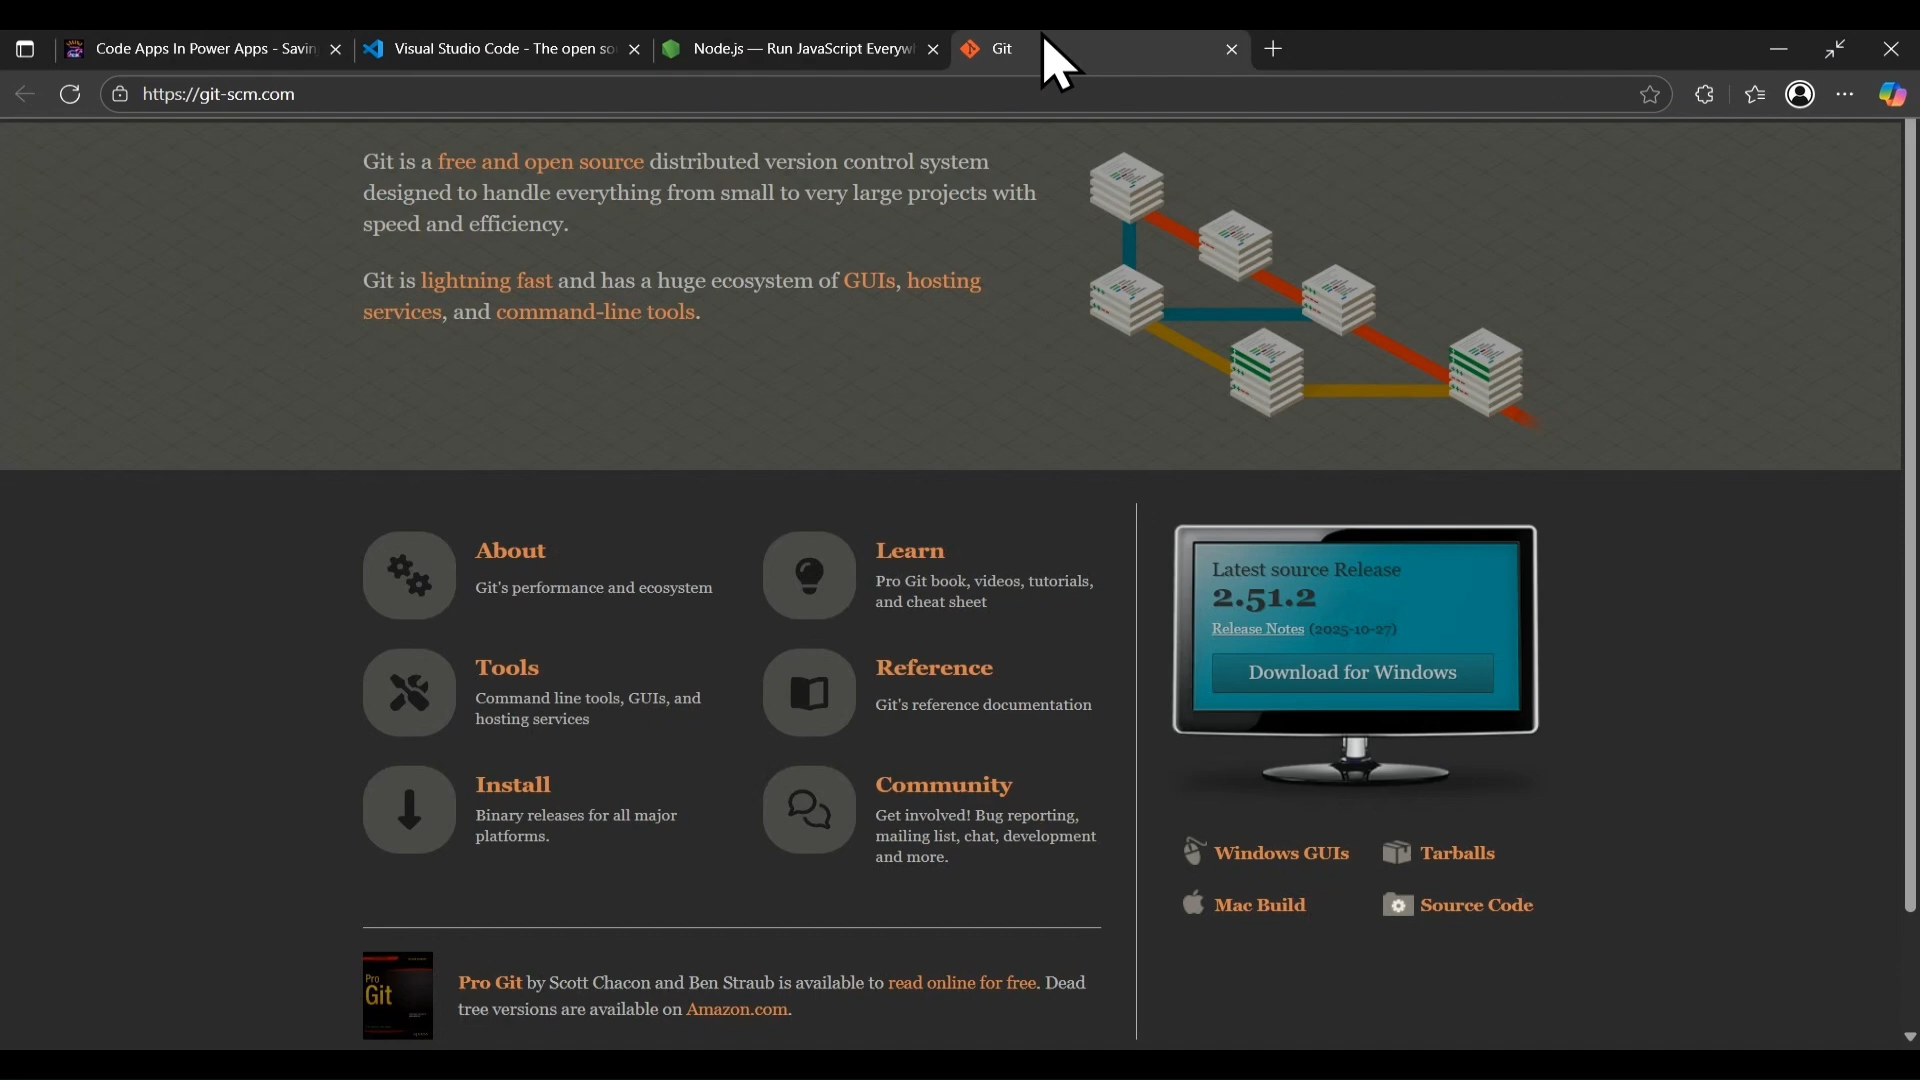 Code Apps In Power Apps - Savin
Visual Studio Code - The open so
Node.js — Run JavaScript Everyw
Git
https://git-scm.com
Git is a free and open source distributed version control system
designed to handle everything from small to very large projects with
speed and efficiency.
Git is lightning fast and has a huge ecosystem of GUIs, hosting
services, and command-line tools.
About
Git's performance and ecosystem
Learn
Pro Git book, videos, tutorials,
and cheat sheet
Tools
Command line tools, GUIs, and
hosting services
Reference
Git's reference documentation
Install
Binary releases for all major
platforms.
Community
Get involved! Bug reporting,
mailing list, chat, development
and more.
Latest source Release
2.51.2
Release Notes (2025-10-27)
Download for Windows
Windows GUIs
Tarballs
Mac Build
Source Code
Pro
Git
Pro Git by Scott Chacon and Ben Straub is available to read online for free. Dead
tree versions are available on Amazon.com.